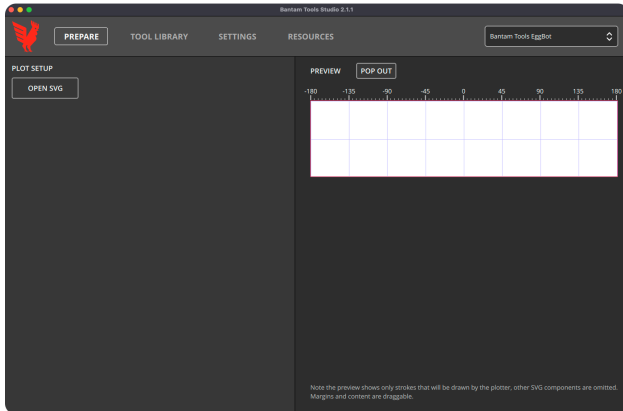 Bantam Tools Studio 2.1.1
PREPARE TOOL LIBRARY SETTINGS RESOURCES Bantam Tools EggBot
PLOT SETUP
OPEN SVG
PREVIEW POP OUT
-180 -135 -90 -45 0 45 90 135 180
Note the preview shows only strokes that will be drawn by the plotter, other SVG components are omitted.
Margins and content are draggable.